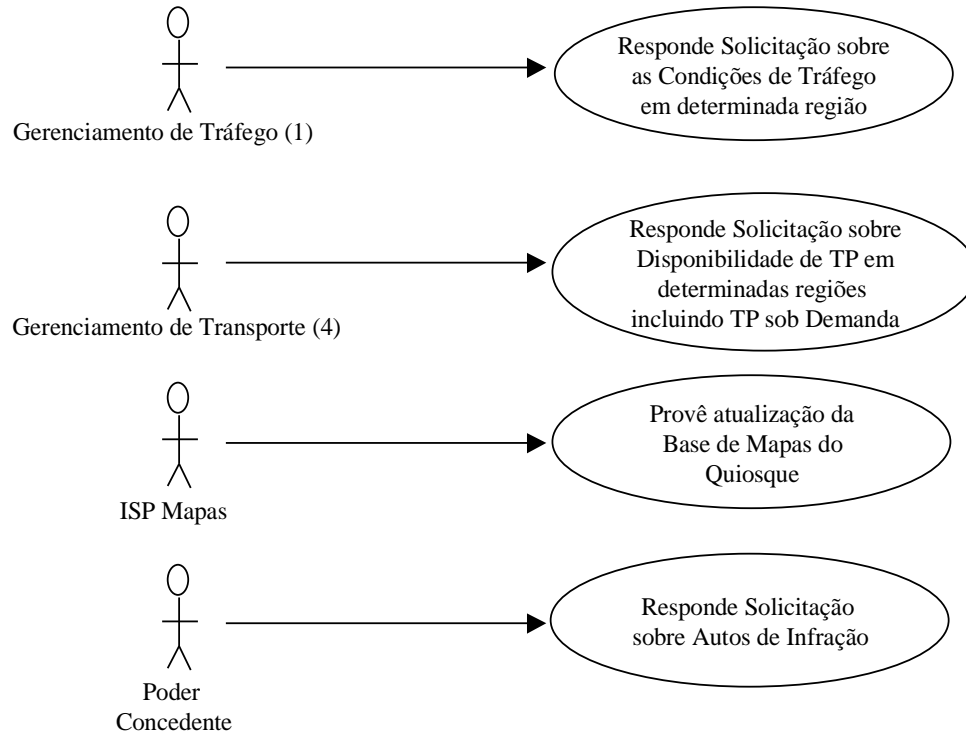 Responde Solicitação sobre
as Condições de Tráfego
em determinada região
Gerenciamento de Tráfego (1)
Responde Solicitação sobre
Disponibilidade de TP em
determinadas regiões
incluindo TP sob Demanda
Gerenciamento de Transporte (4)
Provê atualização da
Base de Mapas do
Quiosque
ISP Mapas
Responde Solicitação
sobre Autos de Infração
Poder
Concedente